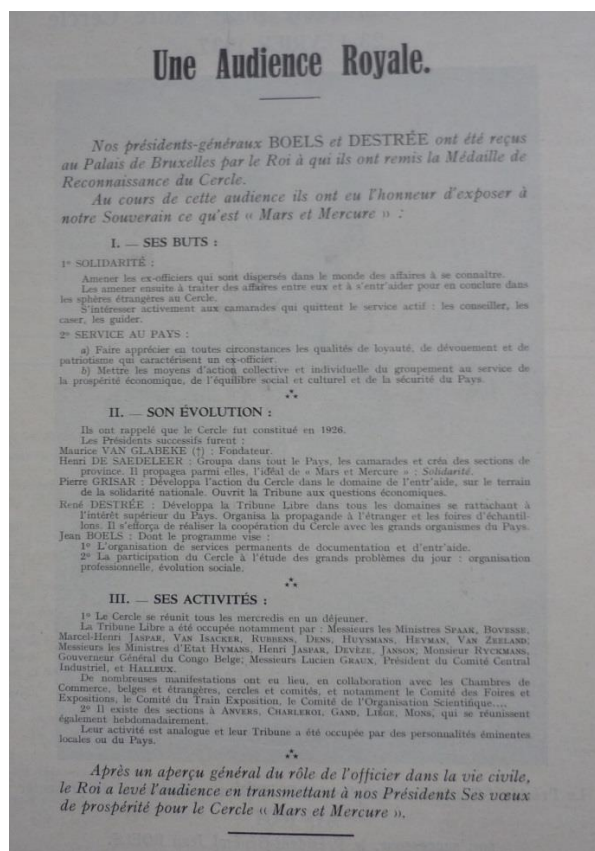 Une Audience Royale.
Nos présidents-généraux BOELS et DESTRÉE ont été reçus
au Palais de Bruxelles par le Roi à qui ils ont remis la Médaille de
Reconnaissance du Cercle.
Au cours de cette audience ils ont eu l'honneur d'exposer à
notre Souverain ce qu'est « Mars et Mercure » :
I. — SES BUTS :
1° SOLIDARITÉ :
Amener les ex-officiers qui sont dispersés dans le monde des affaires à se connaître.
Les amener ensuite à traiter des affaires entre eux et à s'entr'aider pour en conclure dans
les sphères étrangères au Cercle.
S'intéresser activement aux camarades qui quittent le service actif : les conseiller, les
caser, les guider.
2° SERVICE AU PAYS :
a) Faire apprécier en toutes circonstances les qualités de loyauté, de dévouement et de
patriotisme qui caractérisent un ex-officier.
b) Mettre les moyens d'action collective et individuelle du groupement au service de
la prospérité économique, de l'équilibre social et culturel et de la sécurité du Pays.
II. — SON ÉVOLUTION :
Ils ont rappelé que le Cercle fut constitué en 1926.
Les Présidents successifs furent :
Maurice VAN GLABEKE (†) : Fondateur.
Henri DE SAEDELEER : Groupa dans tout le Pays, les camarades et créa des sections de
province. Il propagea parmi elles, l'idéal de « Mars et Mercure » : Solidarité.
Pierre GRISAR : Développa l'action du Cercle dans le domaine de l'entr'aide, sur le terrain
de la solidarité nationale. Ouvrit la Tribune aux questions économiques.
René DESTRÉE : Développa la Tribune Libre dans tous les domaines se rattachant à
l'intérêt supérieur du Pays. Organisa la propagande à l'étranger et les foires d'échantil-
lons. Il s'efforça de réaliser la coopération du Cercle avec les grands organismes du Pays.
Jean BOELS : Dont le programme vise :
1° L'organisation de services permanents de documentation et d'entr'aide.
2° La participation du Cercle à l'étude des grands problèmes du jour : organisation
professionnelle, évolution sociale.
III. — SES ACTIVITÉS :
1° Le Cercle se réunit tous les mercredis en un déjeuner.
La Tribune Libre a été occupée notamment par : Messieurs les Ministres SPAAK, BOVESSE,
Marcel-Henri JASPAR, VAN ISACKER, RUBBENS, DENS, HUYSMANS, HEYMAN, VAN ZEELAND;
Messieurs les Ministres d'Etat HYMANS, Henri JASPAR, DEVÈZE, JANSON; Monsieur RYCKMANS,
Gouverneur Général du Congo Belge; Messieurs Lucien GRAUX, Président du Comité Central
Industriel, et HALLEUX.
De nombreuses manifestations ont eu lieu, en collaboration avec les Chambres de
Commerce, belges et étrangères, cercles et comités, et notamment le Comité des Foires et
Expositions, le Comité du Train Exposition, le Comité de l'Organisation Scientifique....
2° Il existe des sections à ANVERS, CHARLEROI, GAND, LIÈGE, MONS, qui se réunissent
également hebdomadairement.
Leur activité est analogue et leur Tribune a été occupée par des personnalités éminentes
locales ou du Pays.
Après un aperçu général du rôle de l'officier dans la vie civile,
le Roi a levé l'audience en transmettant à nos Présidents Ses vœux
de prospérité pour le Cercle « Mars et Mercure ».